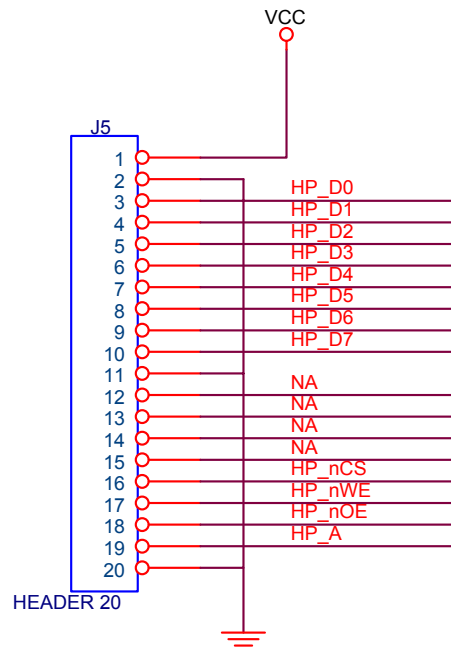 VCC
J5
1
2
3 HP_D0
4 HP_D1
5 HP_D2
6 HP_D3
7 HP_D4
8 HP_D5
9 HP_D6
10 HP_D7
11
12 NA
13 NA
14 NA
15 NA
16 HP_nCS
17 HP_nWE
18 HP_nOE
19 HP_A
20
HEADER 20